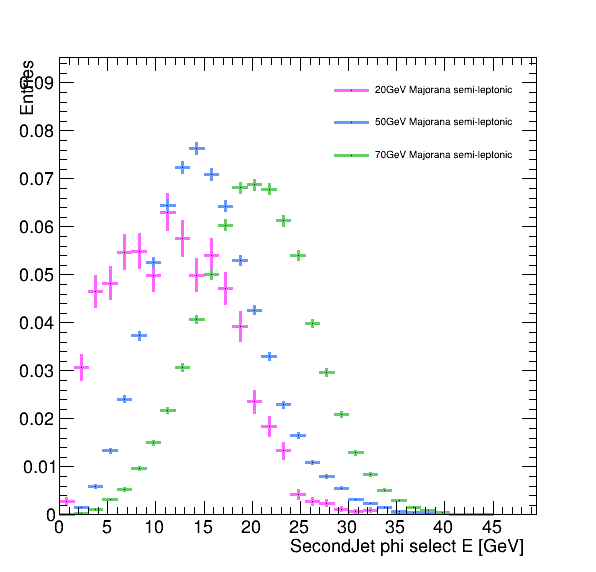 Entries
0.09
0.08
0.07
0.06
0.05
0.04
0.03
0.02
0.01
0
20GeV Majorana semi-leptonic
50GeV Majorana semi-leptonic
70GeV Majorana semi-leptonic
0 5 10 15 20 25 30 35 40 45
SecondJet phi select E [GeV]